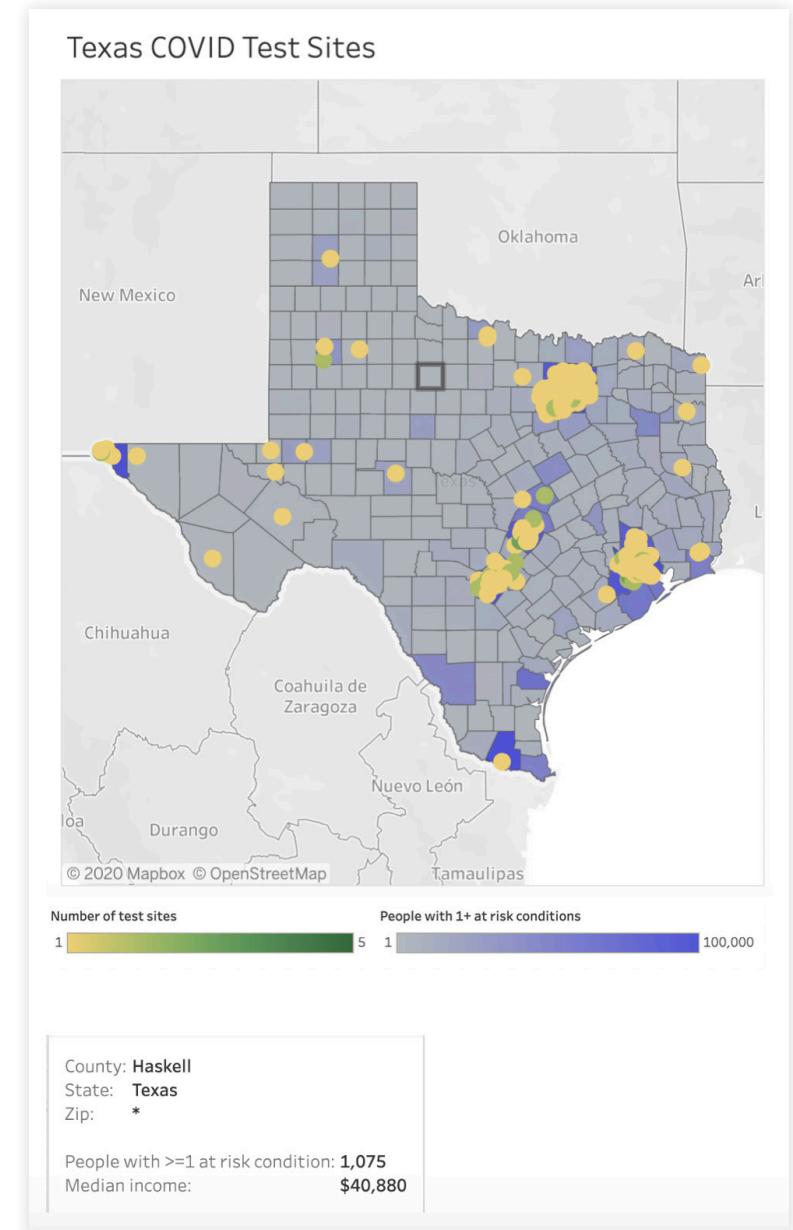 Texas COVID Test Sites
Oklahoma
New Mexico
Ar
Texas
L
Chihuahua
Coahuila de
Zaragoza
Nuevo León
loa
Durango
Tamaulipas
© 2020 Mapbox © OpenStreetMap
Number of test sites
1 5
People with 1+ at risk conditions
1 100,000
County: Haskell
State: Texas
Zip: *
People with >=1 at risk condition: 1,075
Median income: $40,880